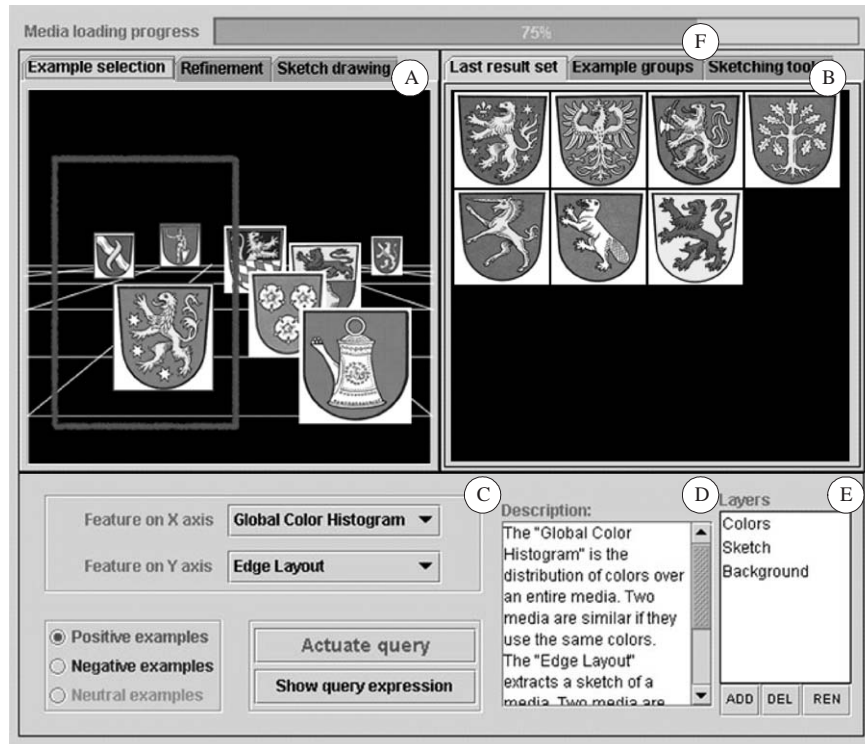 Media loading progress
75%
F
Example selection Refinement Sketch drawing A
Last result set Example groups Sketching tool B
C
Feature on X axis Global Color Histogram
Feature on Y axis Edge Layout
Positive examples
Negative examples
Neutral examples
Actuate query
Show query expression
D
Description:
The "Global Color
Histogram" is the
distribution of colors over
an entire media. Two
media are similar if they
use the same colors.
The "Edge Layout"
extracts a sketch of a
media. Two media are
E
Layers
Colors
Sketch
Background
ADD DEL REN